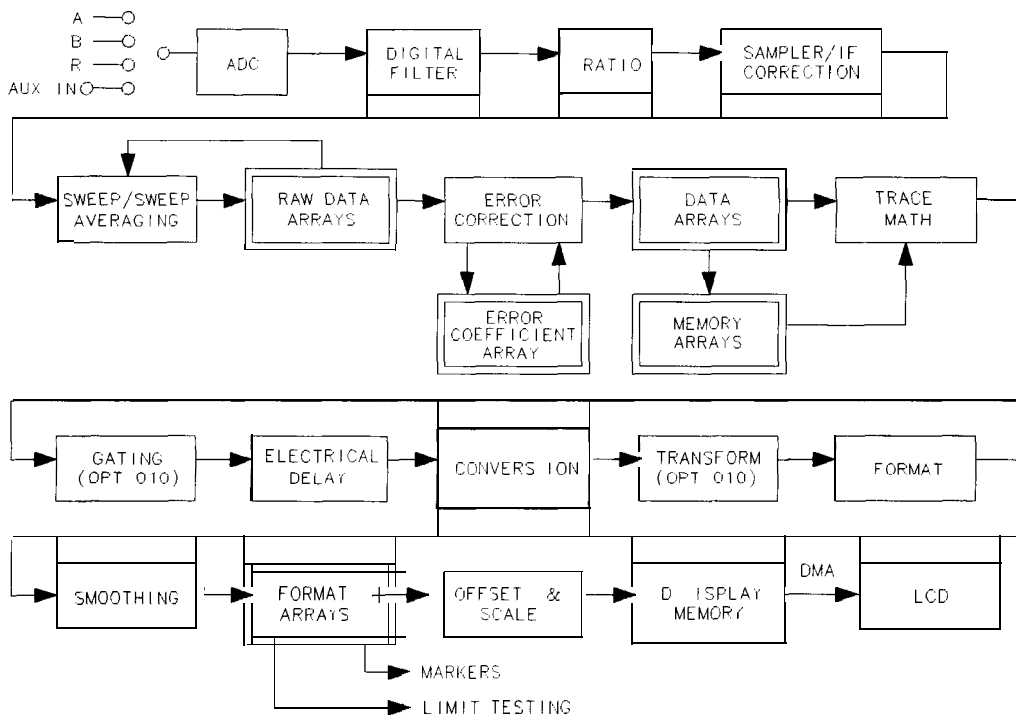 A
B
R
AUX IN
ADC
DIGITAL
FILTER
RATIO
SAMPLER/IF
CORRECTION
SWEEP/SWEEP
AVERAGING
RAW DATA
ARRAYS
ERROR
CORRECTION
DATA
ARRAYS
TRACE
MATH
ERROR
COEFFICIENT
ARRAY
MEMORY
ARRAYS
GATING
(OPT 010)
ELECTRICAL
DELAY
CONVERSION
TRANSFORM
(OPT 010)
FORMAT
SMOOTHING
FORMAT
ARRAYS
OFFSET &
SCALE
DISPLAY
MEMORY
DMA
LCD
MARKERS
LIMIT TESTING